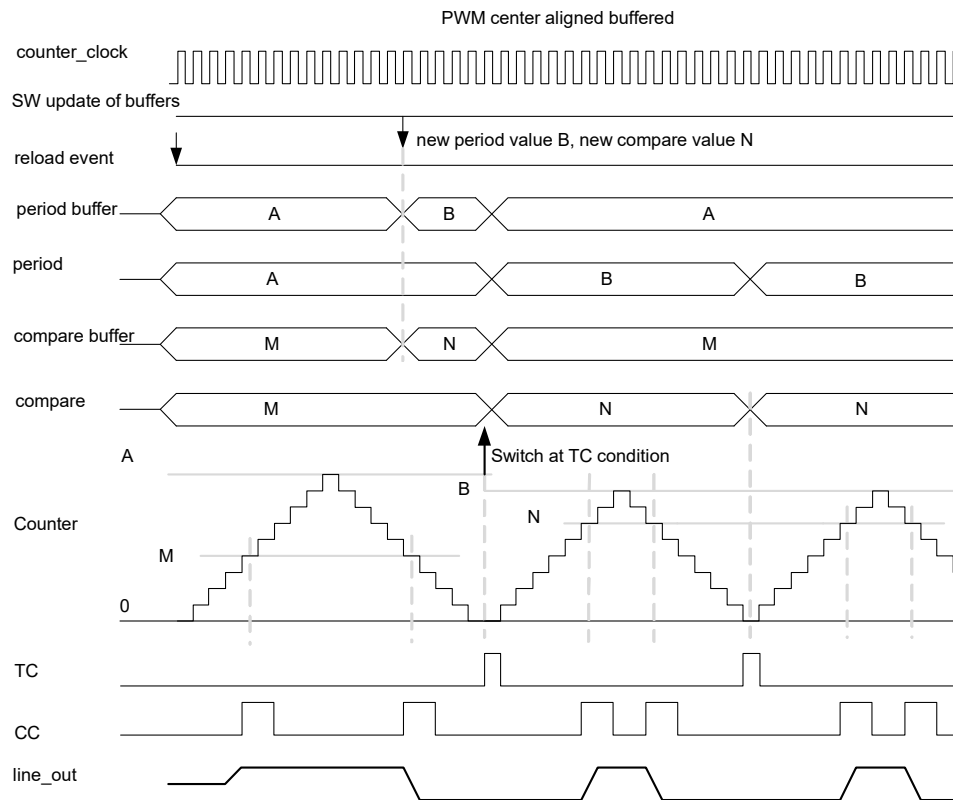 PWM center aligned buffered
counter_clock
SW update of buffers
new period value B, new compare value N
reload event
period buffer
A
B
A
period
A
B
B
compare buffer
M
N
M
compare
M
N
N
A
Switch at TC condition
B
N
Counter
M
0
TC
CC
line_out